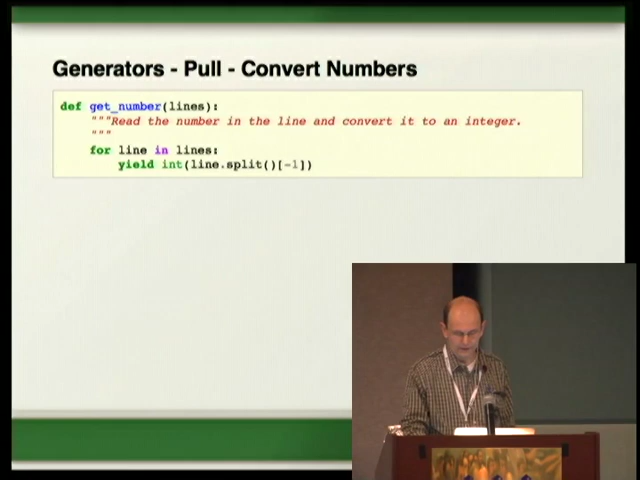 Generators - Pull - Convert Numbers
def get_number(lines):
"""Read the number in the line and convert it to an integer.
"""
for line in lines:
yield int(line.split()[-1])